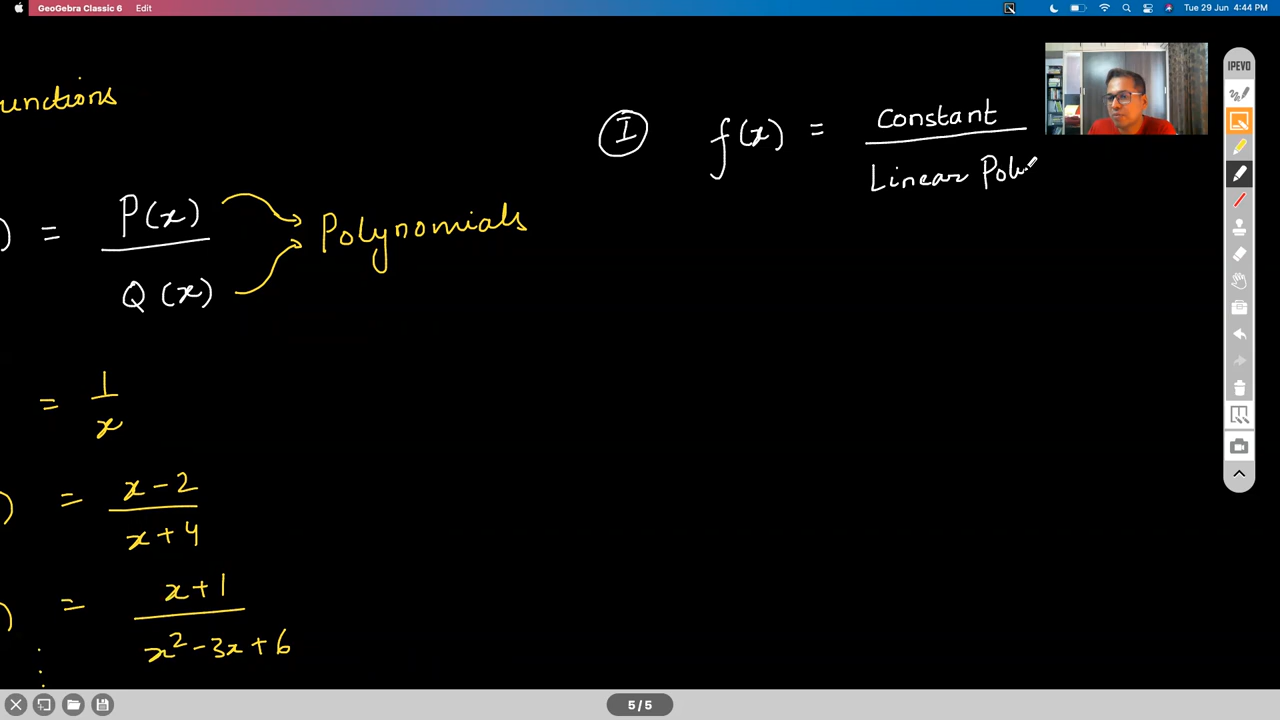 GeoGebra Classic 6 Edit Tue 29 Jun 4:44 PM
unctions
) = P(x)
Q(x)
Polynomials
= 1
x
) = x-2
x+4
) = x+1
x²-3x+6
I f(x) = Constant
Linear Poly
IPEVO
5/5